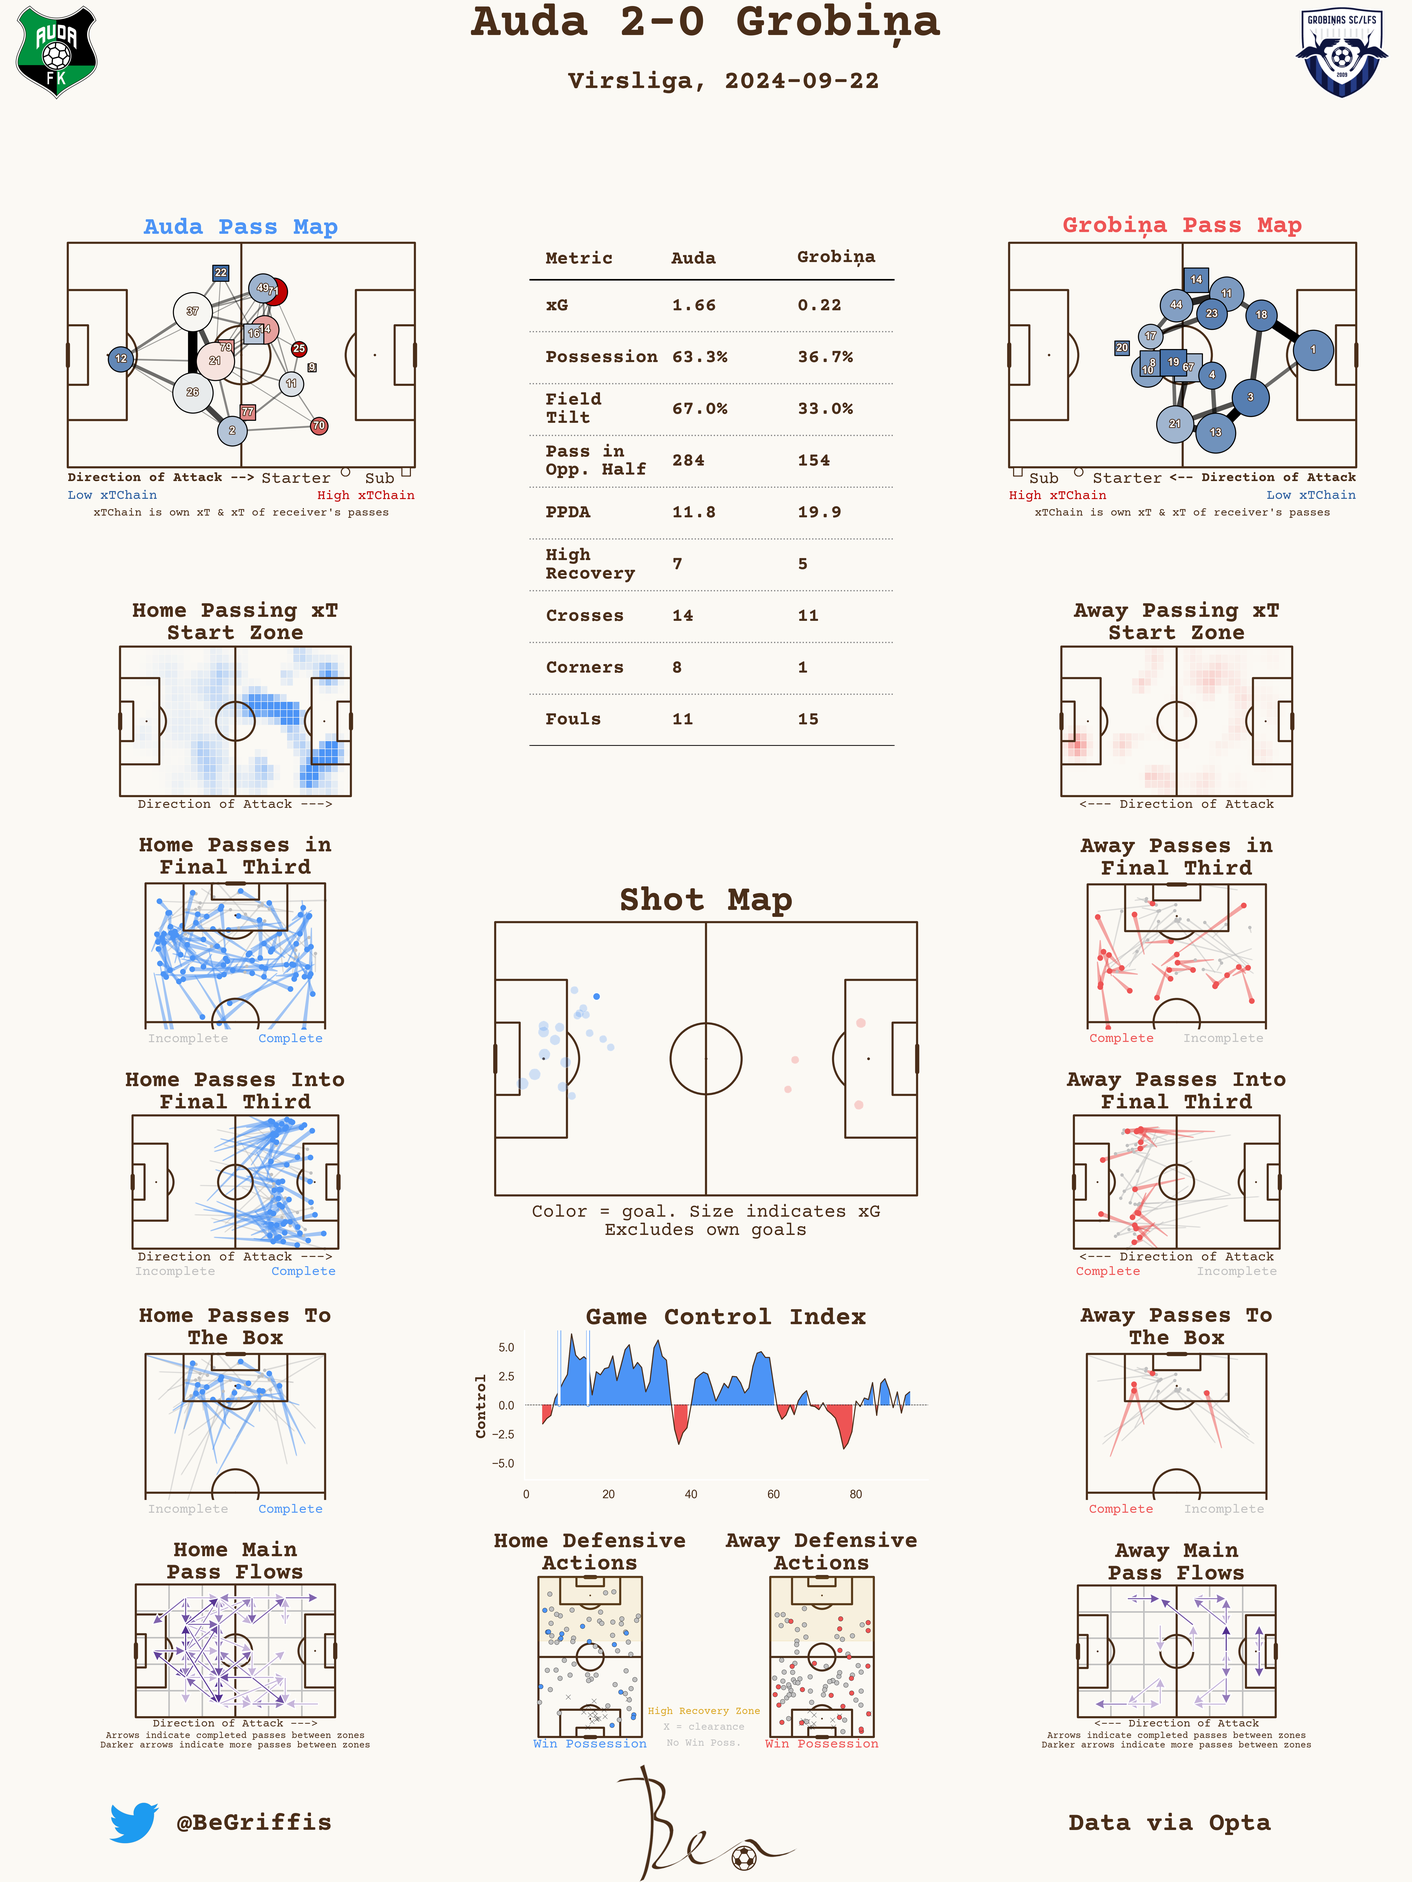 Auda 2-0 Grobiņa
Virsliga, 2024-09-22
AUDA
FK
GROBIŅAS SC/LFS
2009
Auda Pass Map
22
49
71
37
14
16
79
25
12
21
9
11
26
77
2
70
Direction of Attack --> Starter Sub
Low xTChain High xTChain
xTChain is own xT & xT of receiver's passes
Metric Auda Grobiņa
xG 1.66 0.22
Possession 63.3% 36.7%
Field
Tilt 67.0% 33.0%
Pass in
Opp. Half 284 154
PPDA 11.8 19.9
High
Recovery 7 5
Crosses 14 11
Corners 8 1
Fouls 11 15
Grobiņa Pass Map
14
11
44
23
18
17
20
1
8
19
67
10
4
3
21
13
Sub Starter <-- Direction of Attack
High xTChain Low xTChain
xTChain is own xT & xT of receiver's passes
Home Passing xT
Start Zone
Direction of Attack --->
Away Passing xT
Start Zone
<--- Direction of Attack
Home Passes in
Final Third
Incomplete Complete
Away Passes in
Final Third
Complete Incomplete
Shot Map
Color = goal. Size indicates xG
Excludes own goals
Home Passes Into
Final Third
Direction of Attack --->
Incomplete Complete
Away Passes Into
Final Third
<--- Direction of Attack
Complete Incomplete
Game Control Index
Control
5.0
2.5
0.0
−2.5
−5.0
0 20 40 60 80
Home Passes To
The Box
Incomplete Complete
Away Passes To
The Box
Complete Incomplete
Home Main
Pass Flows
Direction of Attack --->
Arrows indicate completed passes between zones
Darker arrows indicate more passes between zones
Home Defensive
Actions
Win Possession
Away Defensive
Actions
Win Possession
High Recovery Zone
X = clearance
No Win Poss.
Away Main
Pass Flows
<--- Direction of Attack
Arrows indicate completed passes between zones
Darker arrows indicate more passes between zones
@BeGriffis
Ben
Data via Opta